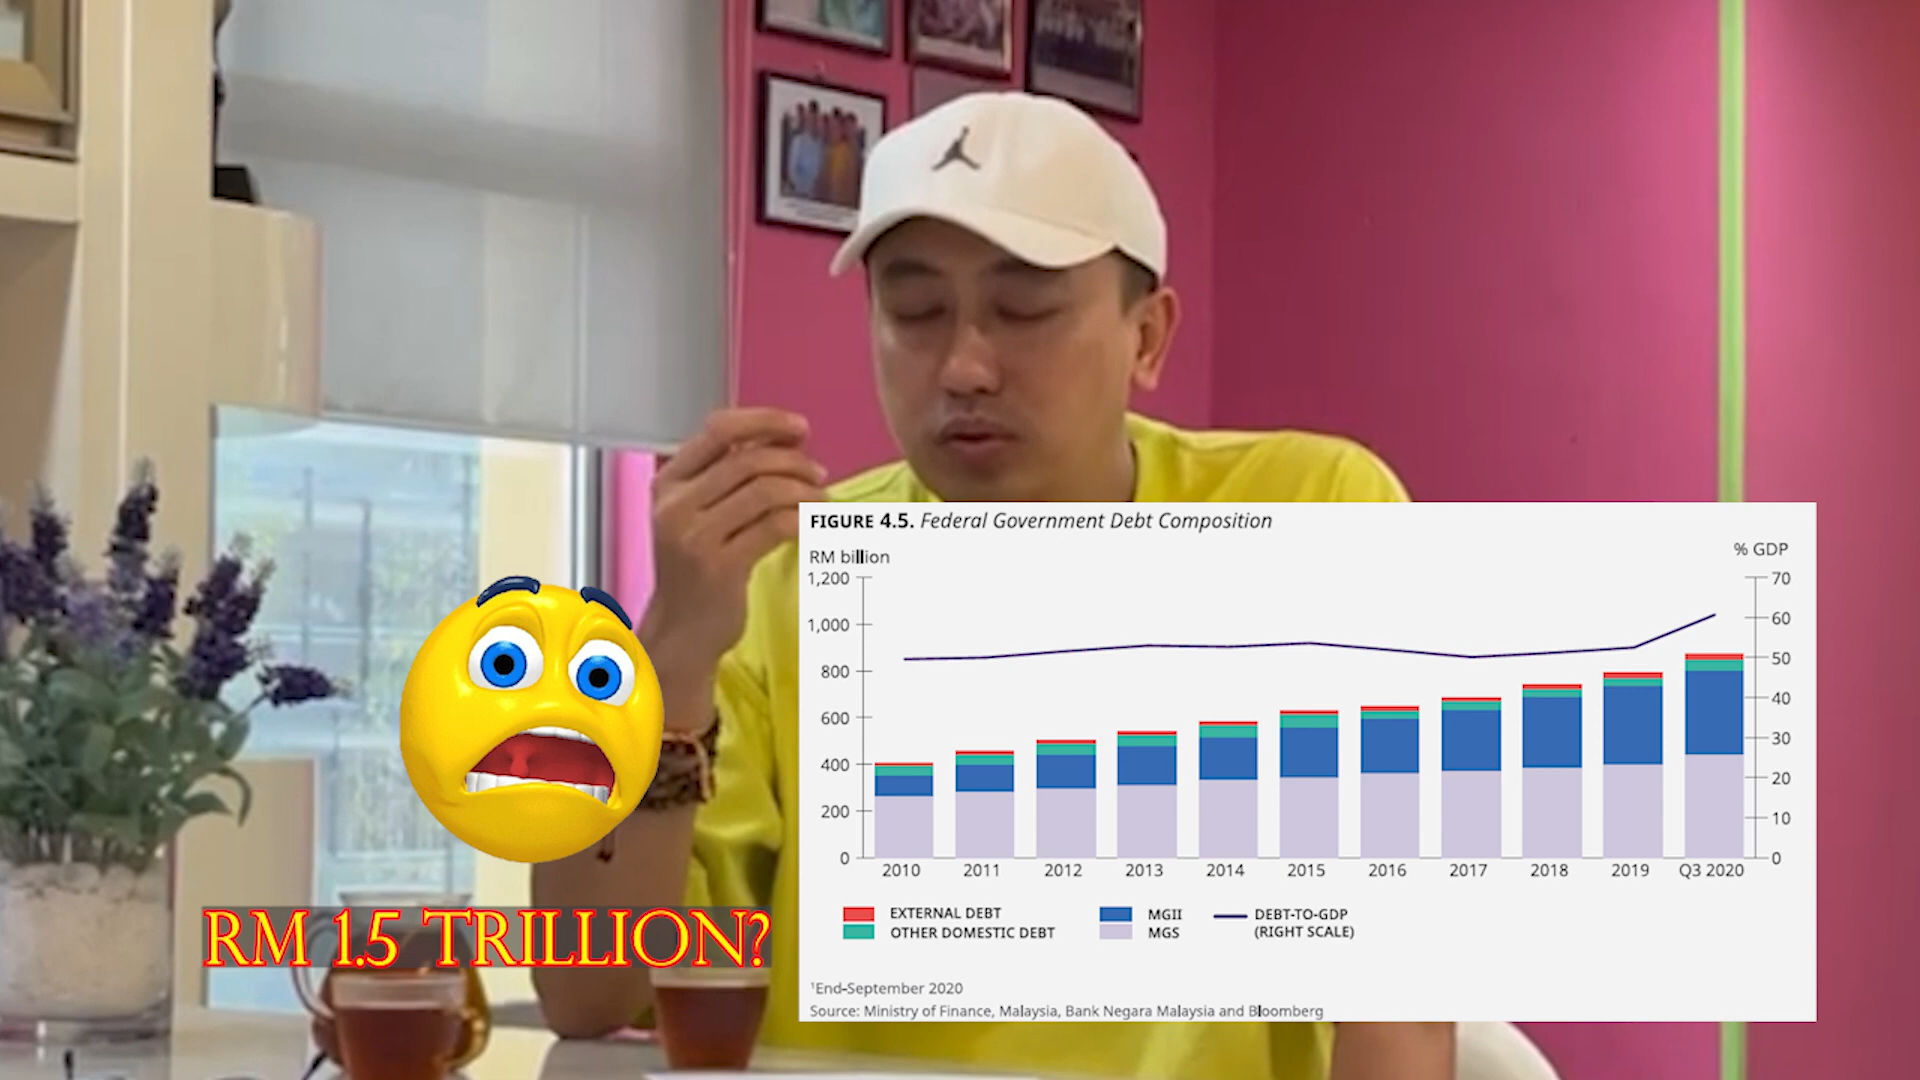 FIGURE 4.5. Federal Government Debt Composition
RM billion
% GDP
1,200
1,000
800
600
400
200
0
70
60
50
40
30
20
10
0
2010 2011 2012 2013 2014 2015 2016 2017 2018 2019 Q3 2020
EXTERNAL DEBT
OTHER DOMESTIC DEBT
MGII
MGS
DEBT-TO-GDP
(RIGHT SCALE)
¹End-September 2020
Source: Ministry of Finance, Malaysia, Bank Negara Malaysia and Bloomberg
RM 1.5 TRILLION?